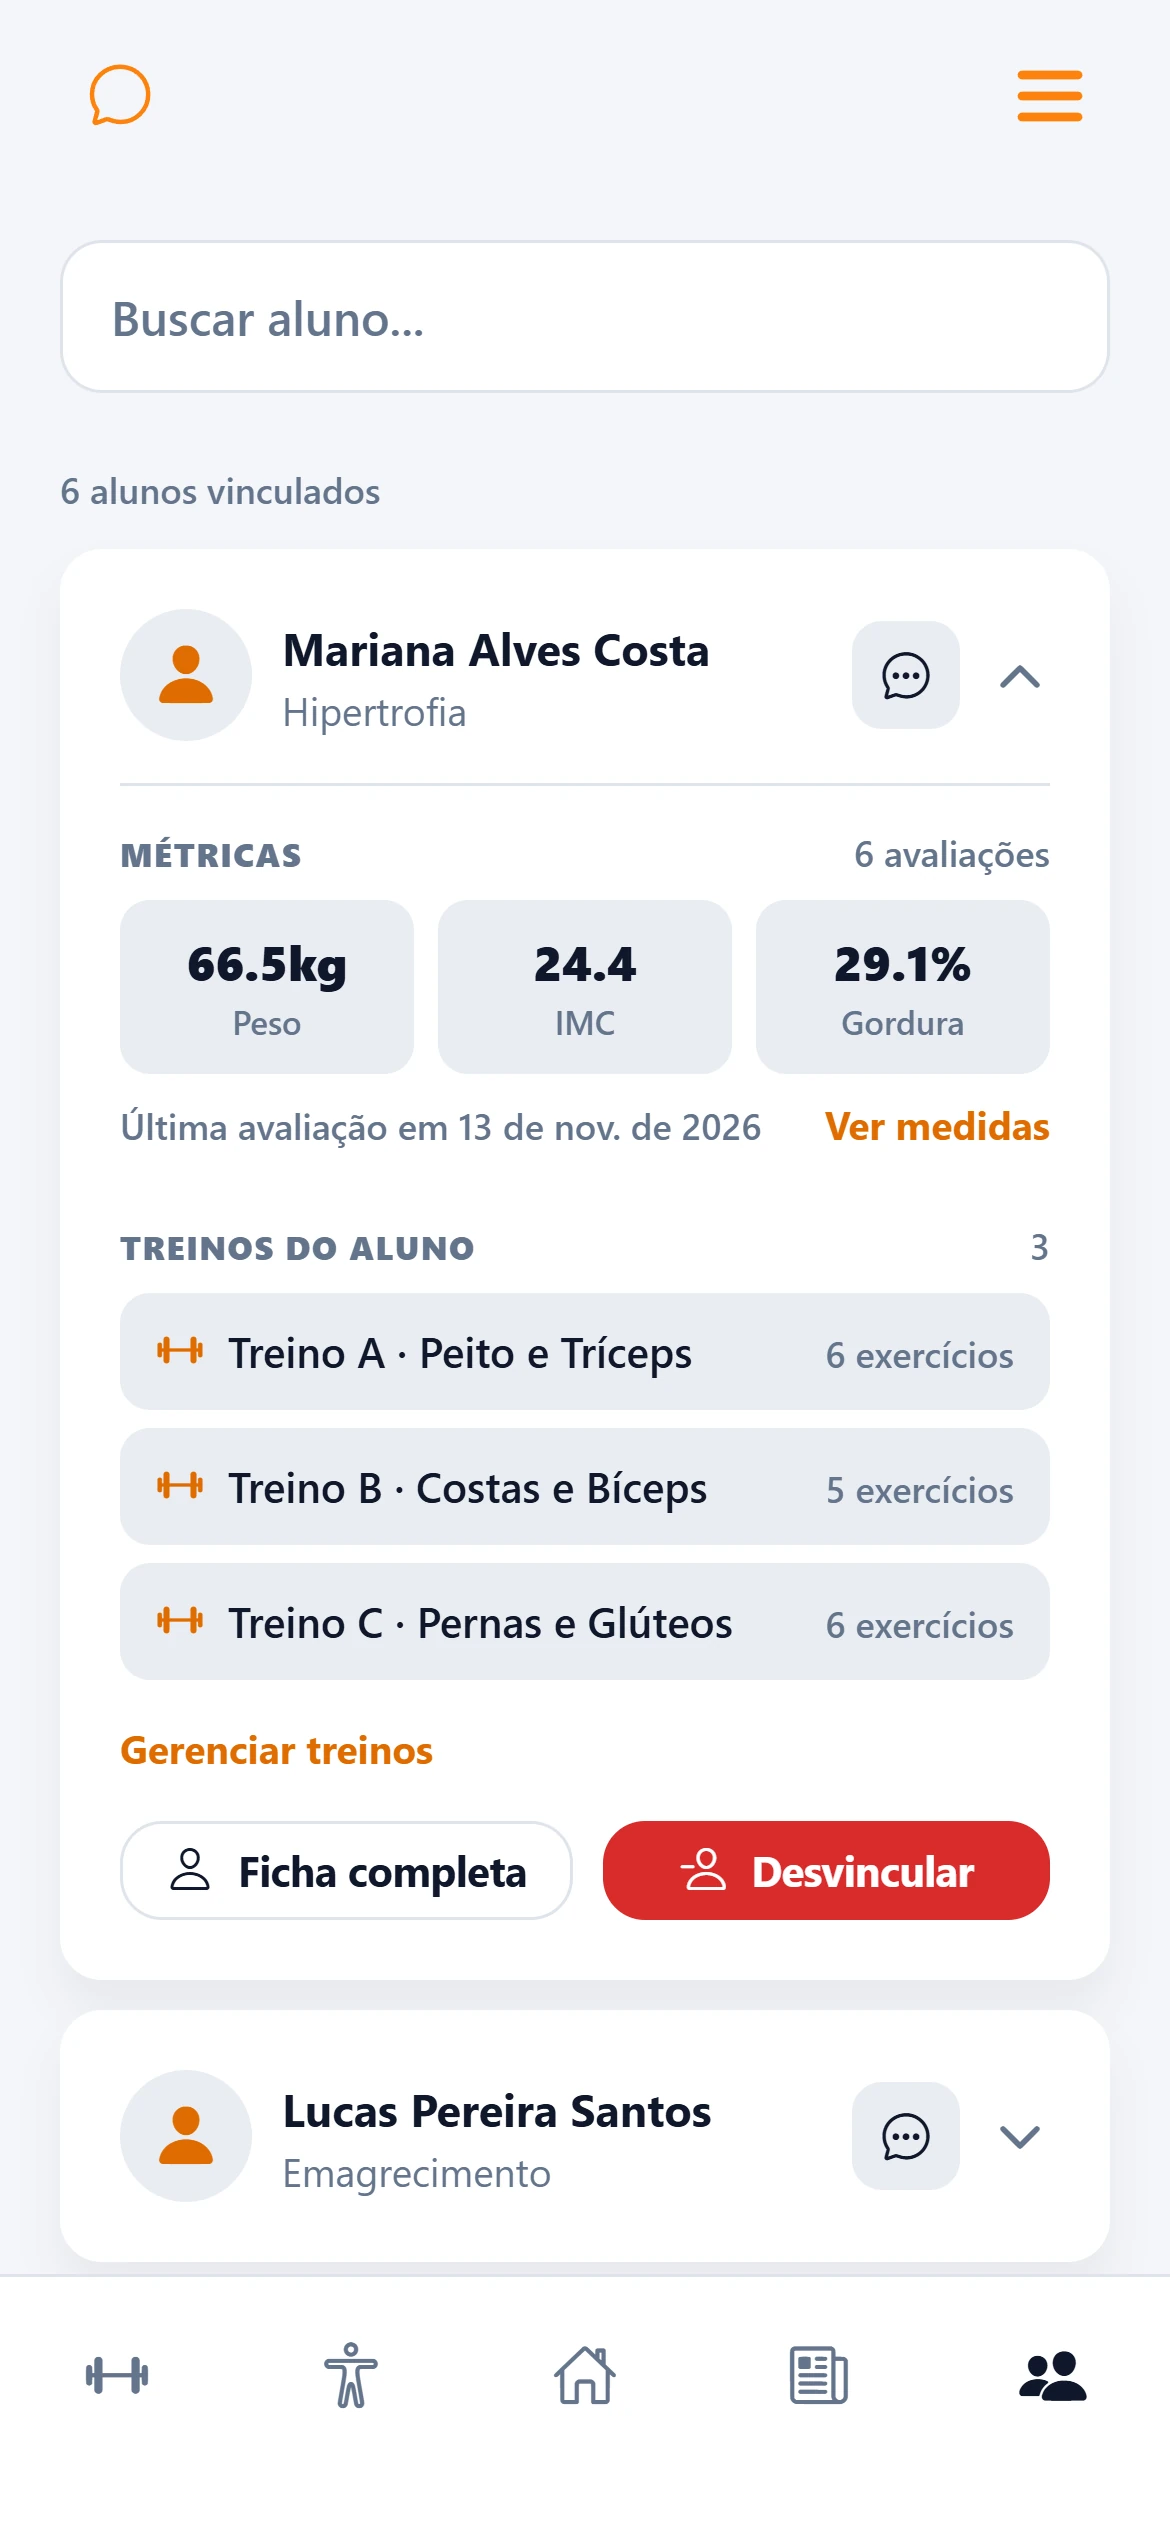 Buscar aluno...
6 alunos vinculados
Mariana Alves Costa
Hipertrofia
MÉTRICAS
6 avaliações
66.5kg
Peso
24.4
IMC
29.1%
Gordura
Última avaliação em 13 de nov. de 2026
Ver medidas
TREINOS DO ALUNO
3
Treino A · Peito e Tríceps
6 exercícios
Treino B · Costas e Bíceps
5 exercícios
Treino C · Pernas e Glúteos
6 exercícios
Gerenciar treinos
Ficha completa
Desvincular
Lucas Pereira Santos
Emagrecimento